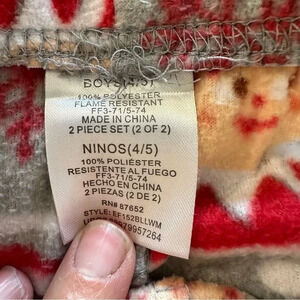 BOYS(4/5)
100% POLYESTER
FLAME RESISTANT
FF3-71/5-74
MADE IN CHINA
2 PIECE SET (2 OF 2)
NINOS(4/5)
100% POLIÉSTER
RESISTENTE AL FUEGO
FF3-71/5-74
HECHO EN CHINA
2 PIEZAS (2 DE 2)
RN# 87652
STYLE: EF152BLLWM
79957264